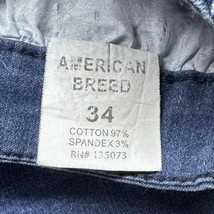 AMERICAN
BREED
34
COTTON 97%
SPANDEX 3%
RN# 135073